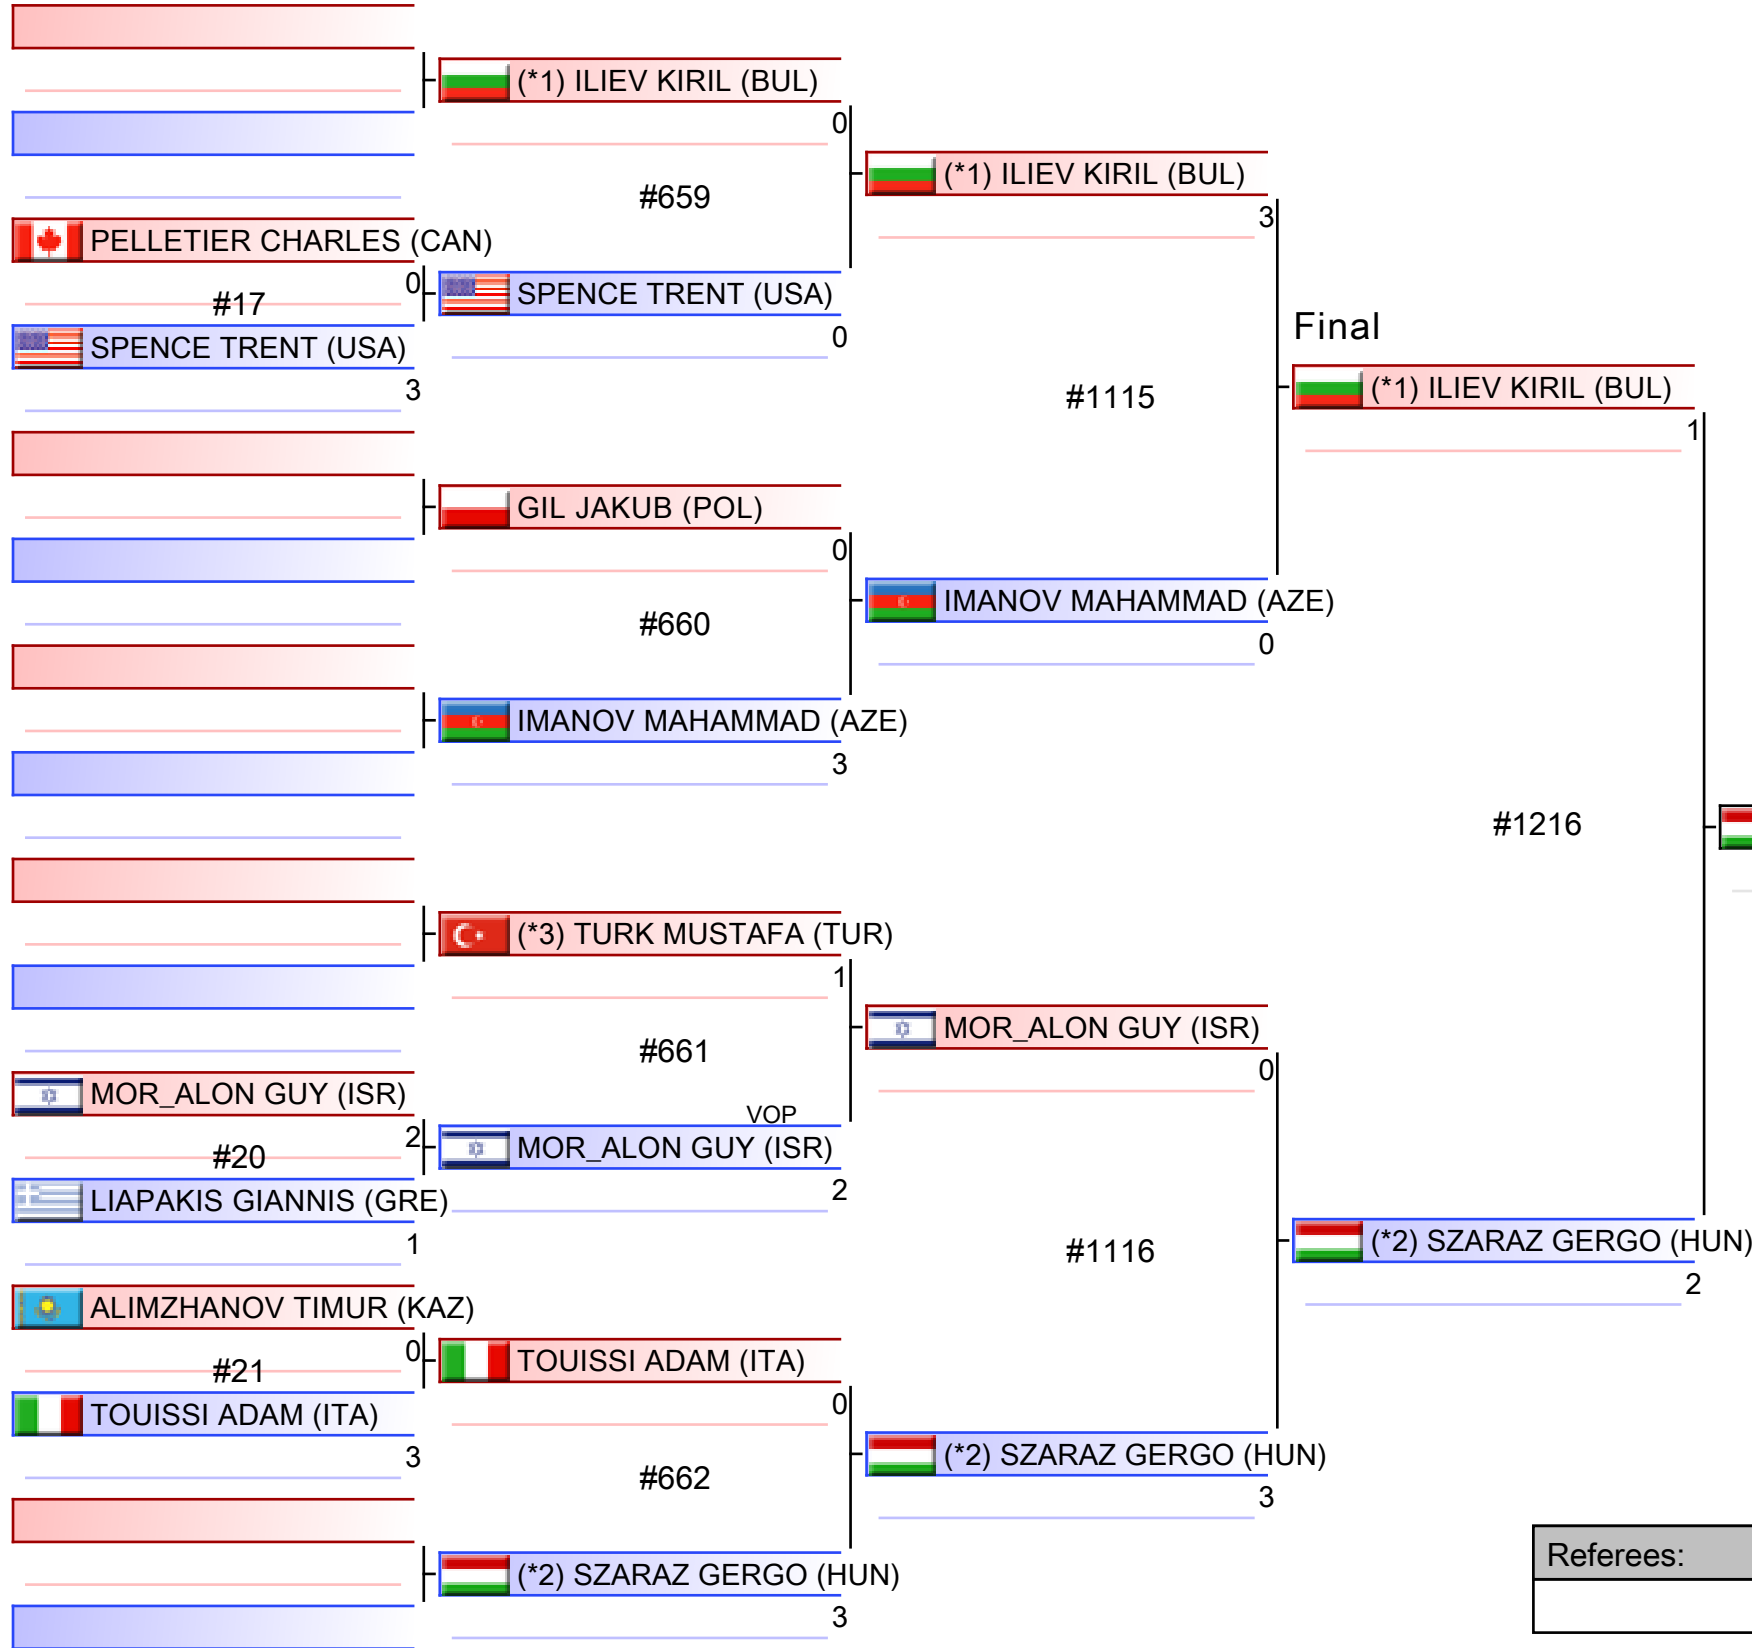 (*1) ILIEV KIRIL (BUL)
0
#659
SPENCE TRENT (USA)
0
PELLETIER CHARLES (CAN)
0
#17
SPENCE TRENT (USA)
3
GIL JAKUB (POL)
0
#660
IMANOV MAHAMMAD (AZE)
3
(*3) TURK MUSTAFA (TUR)
1
#661
VOP
MOR_ALON GUY (ISR)
2
MOR_ALON GUY (ISR)
2
#20
LIAPAKIS GIANNIS (GRE)
1
ALIMZHANOV TIMUR (KAZ)
0
#21
TOUISSI ADAM (ITA)
3
TOUISSI ADAM (ITA)
0
#662
(*2) SZARAZ GERGO (HUN)
3
(*1) ILIEV KIRIL (BUL)
3
#1115
IMANOV MAHAMMAD (AZE)
0
MOR_ALON GUY (ISR)
0
#1116
(*2) SZARAZ GERGO (HUN)
3
Final
(*1) ILIEV KIRIL (BUL)
1
#1216
(*2) SZARAZ GERGO (HUN)
2
Referees: